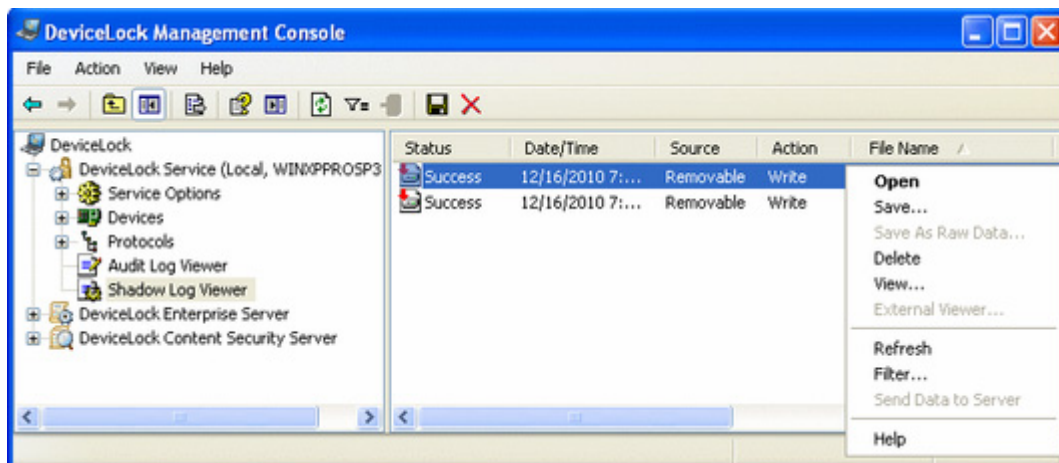 DeviceLock Management Console
File Action View Help
DeviceLock
DeviceLock Service (Local, WINXPPROSP3
Service Options
Devices
Protocols
Audit Log Viewer
Shadow Log Viewer
DeviceLock Enterprise Server
DeviceLock Content Security Server
Status Date/Time Source Action File Name
Success 12/16/2010 7:... Removable Write
Success 12/16/2010 7:... Removable Write
Open
Save...
Save As Raw Data...
Delete
View...
External Viewer...
Refresh
Filter...
Send Data to Server
Help